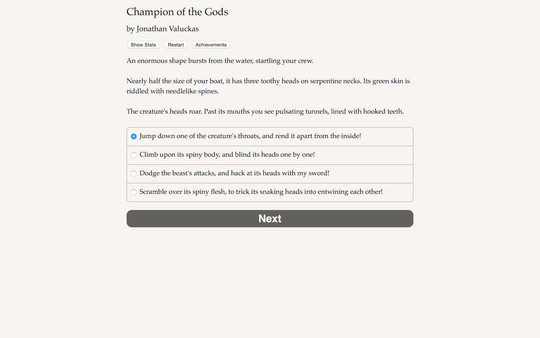 Champion of the Gods
by Jonathan Valuckas
Show Stats Restart Achievements
An enormous shape bursts from the water, startling your crew.
Nearly half the size of your boat, it has three toothy heads on serpentine necks. Its green skin is
riddled with needlelike spines.
The creature's heads roar. Past its mouths you see pulsating tunnels, lined with hooked teeth.
Jump down one of the creature's throats, and rend it apart from the inside!
Climb upon its spiny body, and blind its heads one by one!
Dodge the beast's attacks, and hack at its heads with my sword!
Scramble over its spiny flesh, to trick its snaking heads into entwining each other!
Next